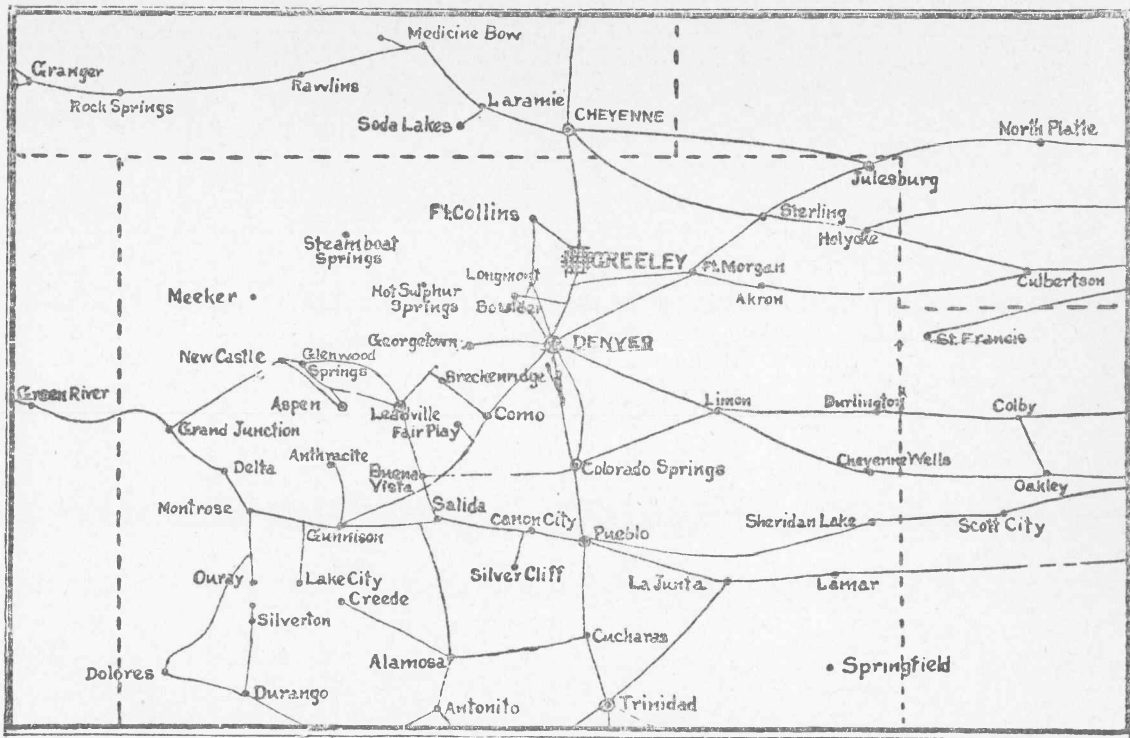 Medicine Bow
Granger
Rawlins
Rock Springs
Laramie
CHEYENNE
Soda Lakes
North Platte
Julesburg
Ft. Collins
Sterling
Holyoke
Steamboat
Springs
GREELEY
Ft. Morgan
Longmont
Culbertson
Meeker
Hot Sulphur
Springs
Boulder
Akron
Georgetown
DENVER
St. Francis
New Castle
Glenwood
Springs
Breckenridge
Green River
Aspen
Leadville
Limon
Burlington
Colby
Como
Fair Play
Grand Junction
Anthracite
Delta
Buena
Vista
Colorado Springs
Cheyenne Wells
Oakley
Montrose
Salida
Canon City
Gunnison
Pueblo
Sheridan Lake
Scott City
Ouray
Lake City
Silver Cliff
La Junta
Lamar
Creede
Silverton
Cucharas
Alamosa
Springfield
Dolores
Durango
Antonito
Trinidad